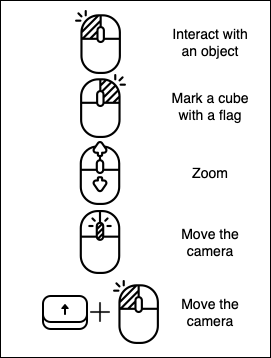 Interact with
an object
Mark a cube
with a flag
Zoom
Move the
camera
Move the
camera